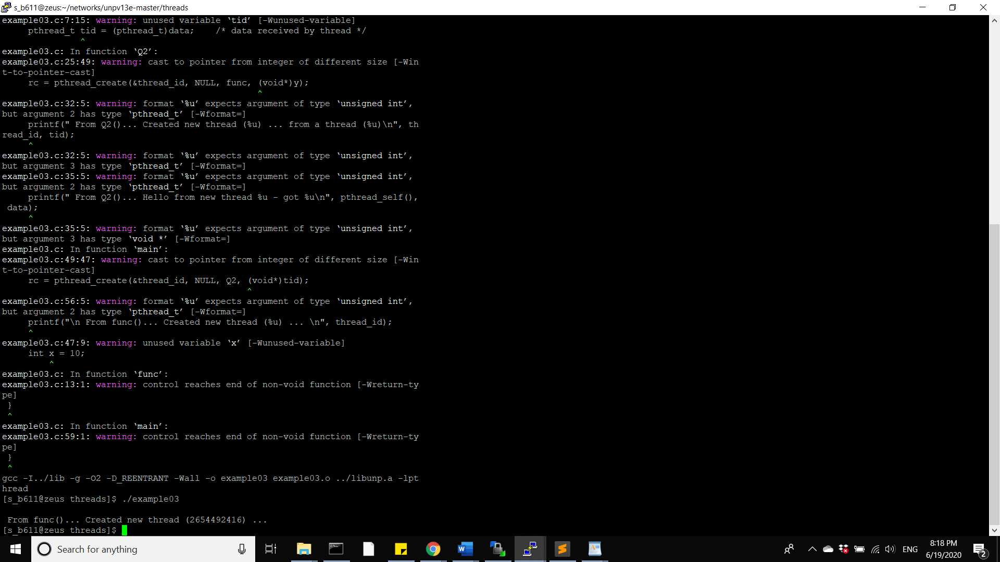 s_b611@zeus:~/networks/unpv13e-master/threads
example03.c:7:15: warning: unused variable ‘tid’ [-Wunused-variable]
     pthread_t tid = (pthread_t)data;    /* data received by thread */
               ^
example03.c: In function ‘Q2’:
example03.c:25:49: warning: cast to pointer from integer of different size [-Win
t-to-pointer-cast]
     rc = pthread_create(&thread_id, NULL, func, (void*)y);
                                                 ^
example03.c:32:5: warning: format ‘%u’ expects argument of type ‘unsigned int’,
but argument 2 has type ‘pthread_t’ [-Wformat=]
     printf(" From Q2()... Created new thread (%u) ... from a thread (%u)\n", th
read_id, tid);
     ^
example03.c:32:5: warning: format ‘%u’ expects argument of type ‘unsigned int’,
but argument 3 has type ‘pthread_t’ [-Wformat=]
example03.c:35:5: warning: format ‘%u’ expects argument of type ‘unsigned int’,
but argument 2 has type ‘pthread_t’ [-Wformat=]
     printf(" From Q2()... Hello from new thread %u - got %u\n", pthread_self(),
 data);
     ^
example03.c:35:5: warning: format ‘%u’ expects argument of type ‘unsigned int’,
but argument 3 has type ‘void *’ [-Wformat=]
example03.c: In function ‘main’:
example03.c:49:47: warning: cast to pointer from integer of different size [-Win
t-to-pointer-cast]
     rc = pthread_create(&thread_id, NULL, Q2, (void*)tid);
                                               ^
example03.c:56:5: warning: format ‘%u’ expects argument of type ‘unsigned int’,
but argument 2 has type ‘pthread_t’ [-Wformat=]
     printf("\n From func()... Created new thread (%u) ... \n", thread_id);
     ^
example03.c:47:9: warning: unused variable ‘x’ [-Wunused-variable]
     int x = 10;
         ^
example03.c: In function ‘func’:
example03.c:13:1: warning: control reaches end of non-void function [-Wreturn-ty
pe]
 }
 ^
example03.c: In function ‘main’:
example03.c:59:1: warning: control reaches end of non-void function [-Wreturn-ty
pe]
 }
 ^
gcc -I../lib -g -O2 -D_REENTRANT -Wall -o example03 example03.o ../libunp.a -lpt
hread
[s_b611@zeus threads]$ ./example03

 From func()... Created new thread (2654492416) ...
[s_b611@zeus threads]$
Search for anything
ENG
8:18 PM
6/19/2020
2